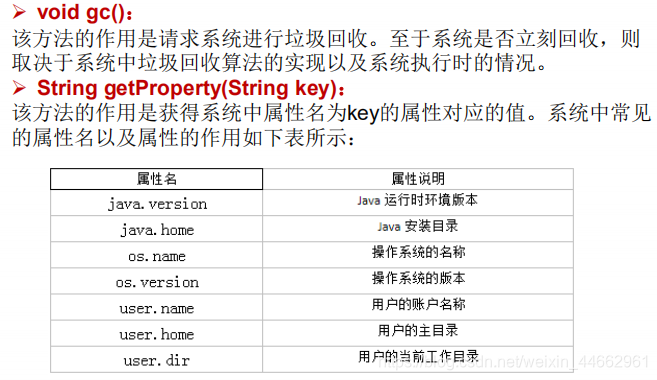 ➢ void gc()：
该方法的作用是请求系统进行垃圾回收。至于系统是否立刻回收，则
取决于系统中垃圾回收算法的实现以及系统执行时的情况。
➢ String getProperty(String key)：
该方法的作用是获得系统中属性名为key的属性对应的值。系统中常见
的属性名以及属性的作用如下表所示：
属性名 属性说明
java.version Java 运行时环境版本
java.home Java 安装目录
os.name 操作系统的名称
os.version 操作系统的版本
user.name 用户的账户名称
user.home 用户的主目录
user.dir 用户的当前工作目录
https://blog.csdn.net/weixin_44662961